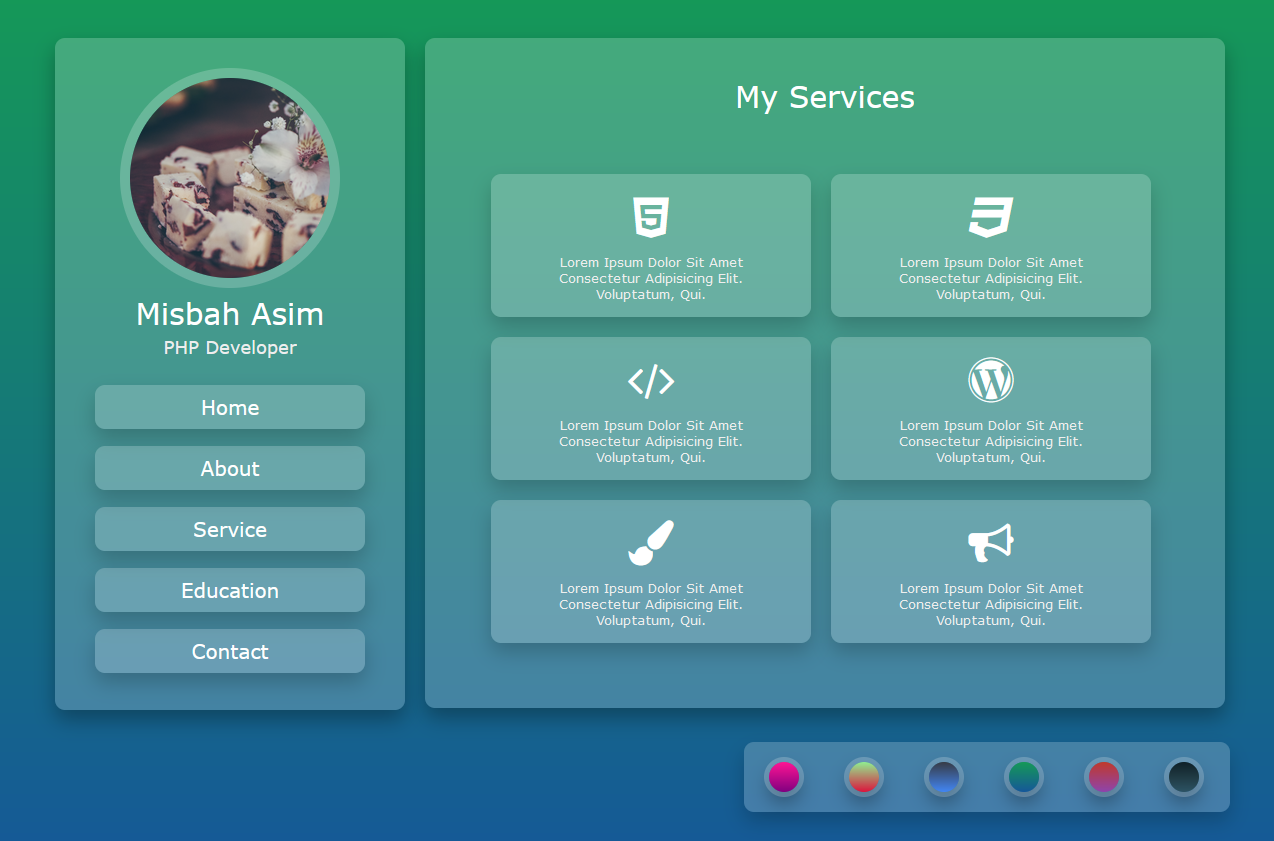 Misbah Asim
PHP Developer
Home
About
Service
Education
Contact
My Services
Lorem Ipsum Dolor Sit Amet
Consectetur Adipisicing Elit.
Voluptatum, Qui.
Lorem Ipsum Dolor Sit Amet
Consectetur Adipisicing Elit.
Voluptatum, Qui.
Lorem Ipsum Dolor Sit Amet
Consectetur Adipisicing Elit.
Voluptatum, Qui.
Lorem Ipsum Dolor Sit Amet
Consectetur Adipisicing Elit.
Voluptatum, Qui.
Lorem Ipsum Dolor Sit Amet
Consectetur Adipisicing Elit.
Voluptatum, Qui.
Lorem Ipsum Dolor Sit Amet
Consectetur Adipisicing Elit.
Voluptatum, Qui.